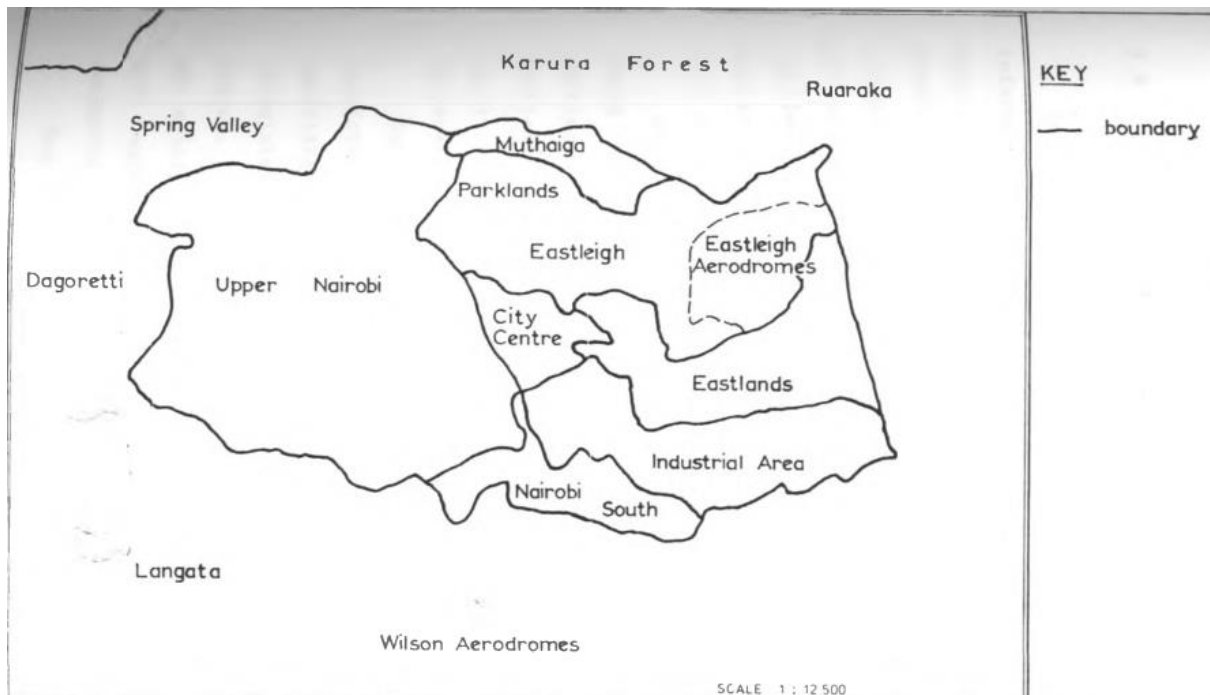 Karura Forest
KEY
Ruaraka
boundary
Spring Valley
Muthaiga
Parklands
Eastleigh
Eastleigh
Aerodromes
Dagoretti
Upper Nairobi
City
Centre
Eastlands
Industrial Area
Nairobi South
Langata
Wilson Aerodromes
SCALE 1 : 12 500